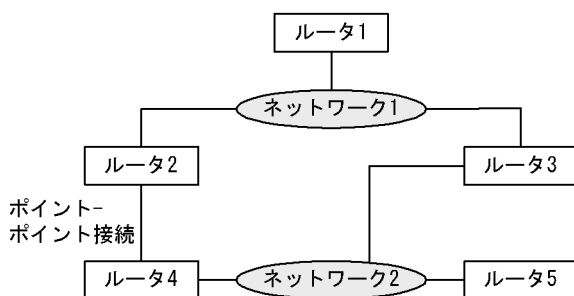 ルータ1
ネットワーク1
ルータ2
ルータ3
ポイント-
ポイント接続
ルータ4
ネットワーク2
ルータ5